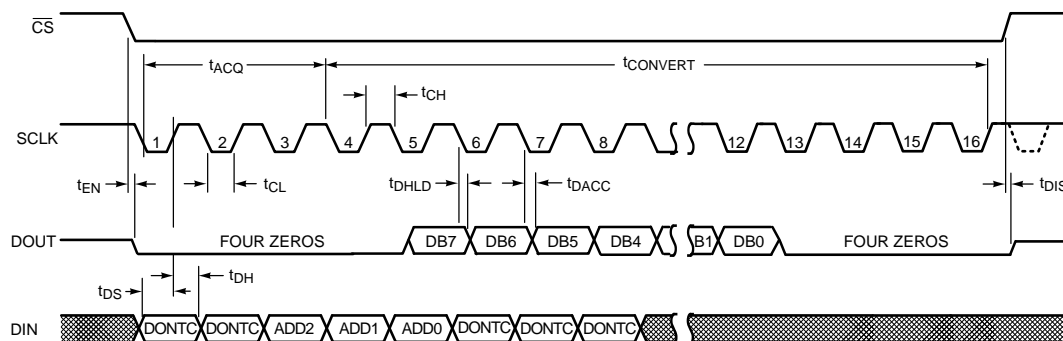 CS
tACQ
tCONVERT
tCH
SCLK
1 2 3 4 5 6 7 8 12 13 14 15 16
tEN
tCL
tDHLD
tDACC
tDIS
DOUT
FOUR ZEROS DB7 DB6 DB5 DB4 B1 DB0 FOUR ZEROS
tDS
tDH
DIN
DONTC DONTC ADD2 ADD1 ADD0 DONTC DONTC DONTC